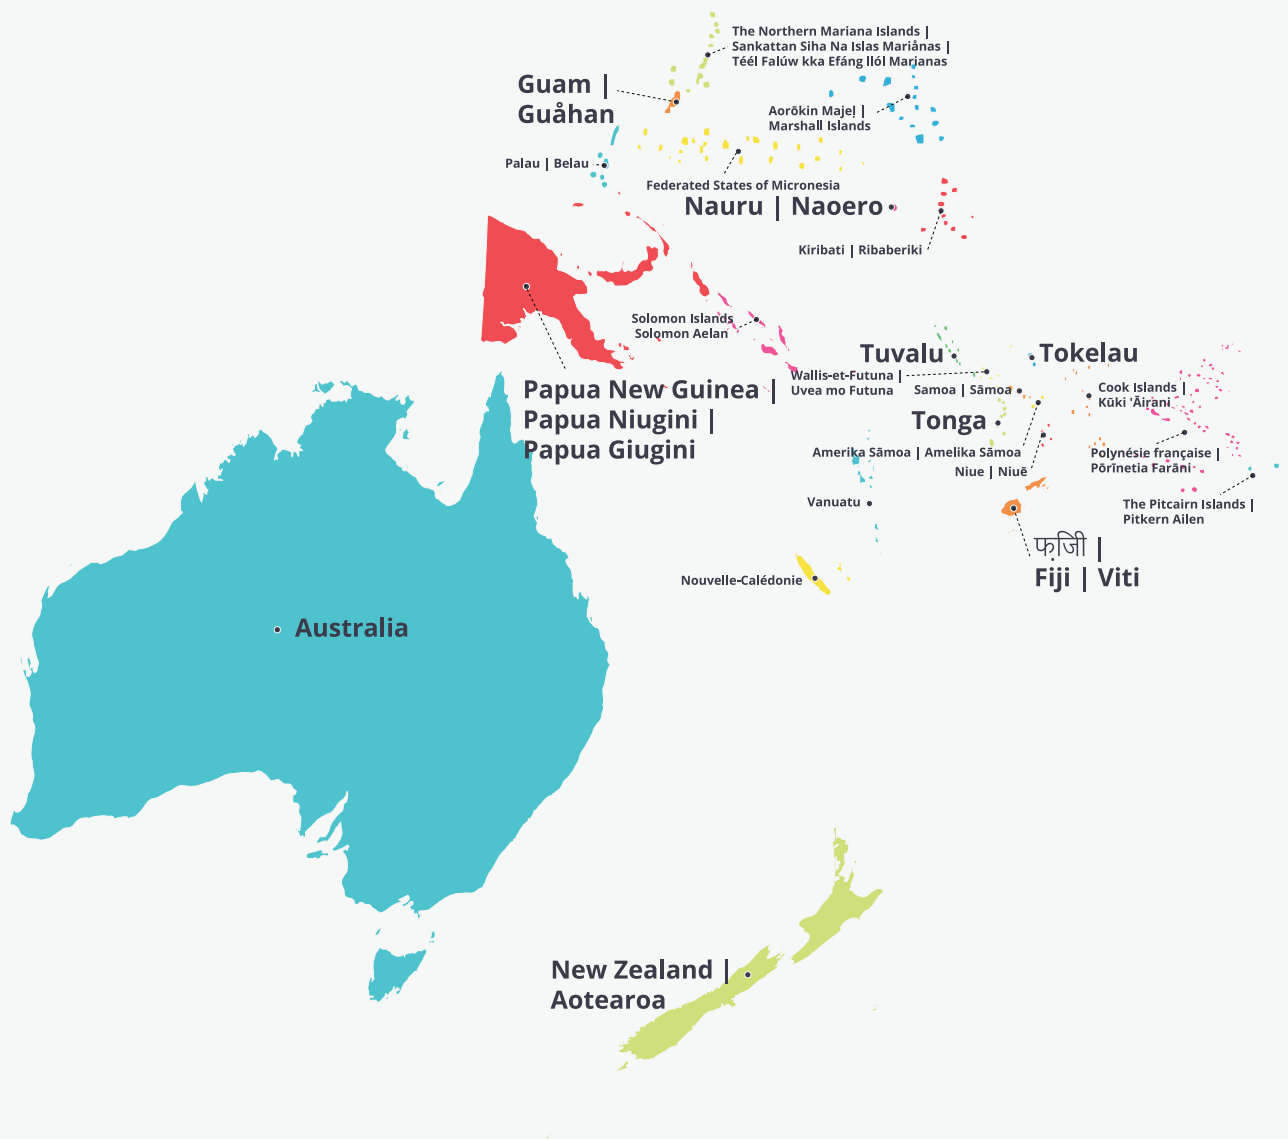 The Northern Mariana Islands |
Sankattan Siha Na Islas Mariånas |
Téél Falúw kka Efáng llól Marianas
Guam |
Guåhan
Aorōkin Majeļ |
Marshall Islands
Palau | Belau
Federated States of Micronesia
Nauru | Naoero
Kiribati | Ribaberiki
Solomon Islands
Solomon Aelan
Tuvalu
Tokelau
Wallis-et-Futuna |
Uvea mo Futuna
Samoa | Sāmoa
Cook Islands |
Kūki 'Āirani
Papua New Guinea |
Papua Niugini |
Papua Giugini
Tonga
Amerika Sāmoa | Amelika Sāmoa
Niue | Niuē
Polynésie française |
Pōrīnetia Farāni
Vanuatu
The Pitcairn Islands |
Pitkern Ailen
फ़िजी |
Fiji | Viti
Nouvelle-Calédonie
Australia
New Zealand |
Aotearoa